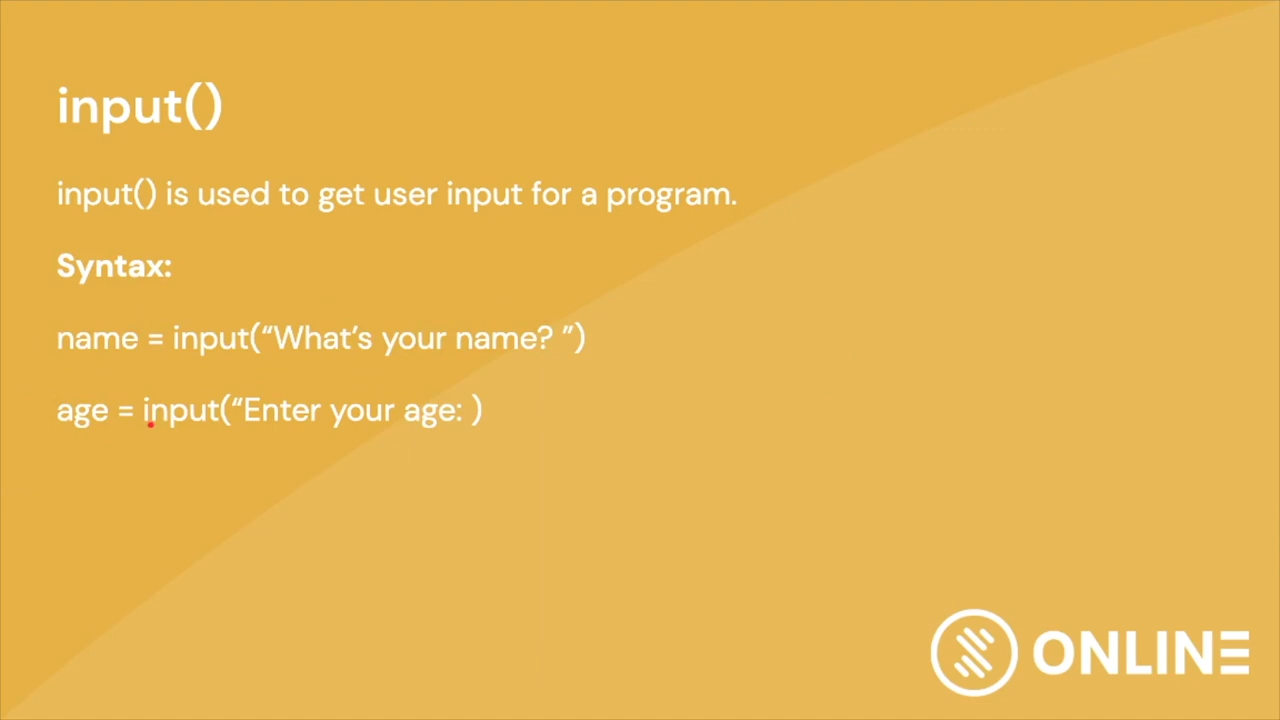 input()
input() is used to get user input for a program.
Syntax:
name = input(“What’s your name? ”)
age = input(“Enter your age: )
ONLINE